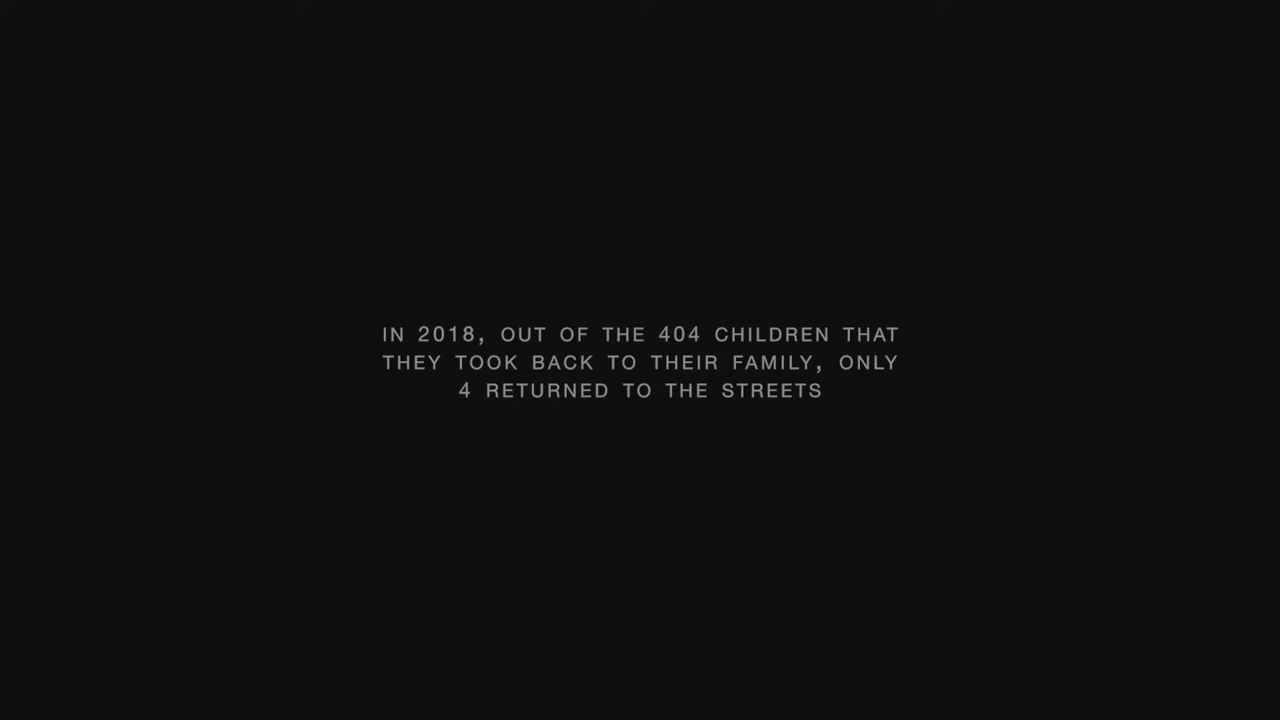 IN 2018, OUT OF THE 404 CHILDREN THAT
THEY TOOK BACK TO THEIR FAMILY, ONLY
4 RETURNED TO THE STREETS